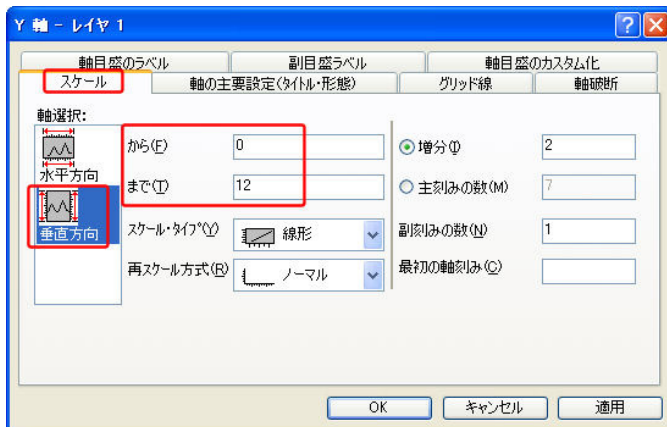 Y 軸 - レイヤ 1
軸目盛のラベル 副目盛ラベル 軸目盛のカスタム化
スケール 軸の主要設定(タイトル・形態) グリッド線 軸破断
軸選択:
水平方向
垂直方向
から(F) 0
まで(T) 12
スケール・タイプ(Y) 線形
再スケール方式(R) ノーマル
増分(I) 2
主刻みの数(M) 7
副刻みの数(N) 1
最初の軸刻み(C)
OK キャンセル 適用